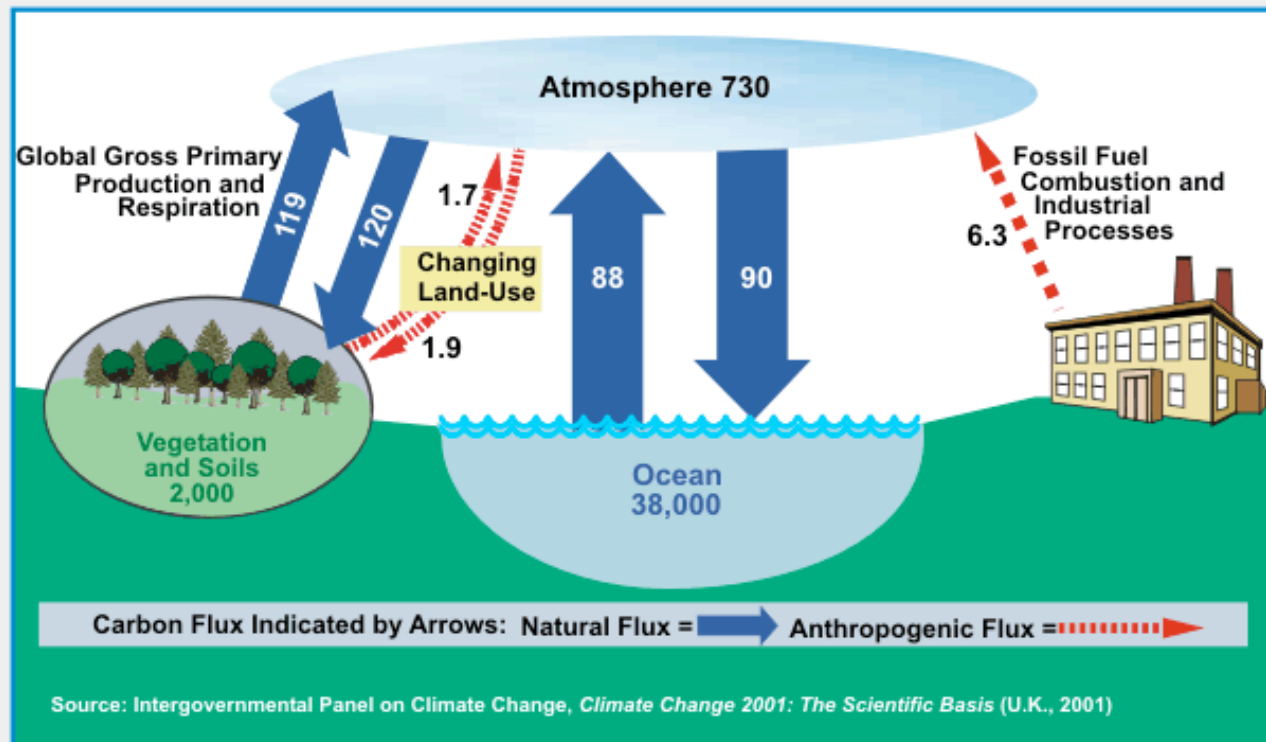 Atmosphere 730
Global Gross Primary
Production and
Respiration
119
120
1.7
Changing
Land-Use
1.9
88
90
Fossil Fuel
Combustion and
Industrial
Processes
6.3
Vegetation
and Soils
2,000
Ocean
38,000
Carbon Flux Indicated by Arrows: Natural Flux = Anthropogenic Flux =
Source: Intergovernmental Panel on Climate Change, Climate Change 2001: The Scientific Basis (U.K., 2001)